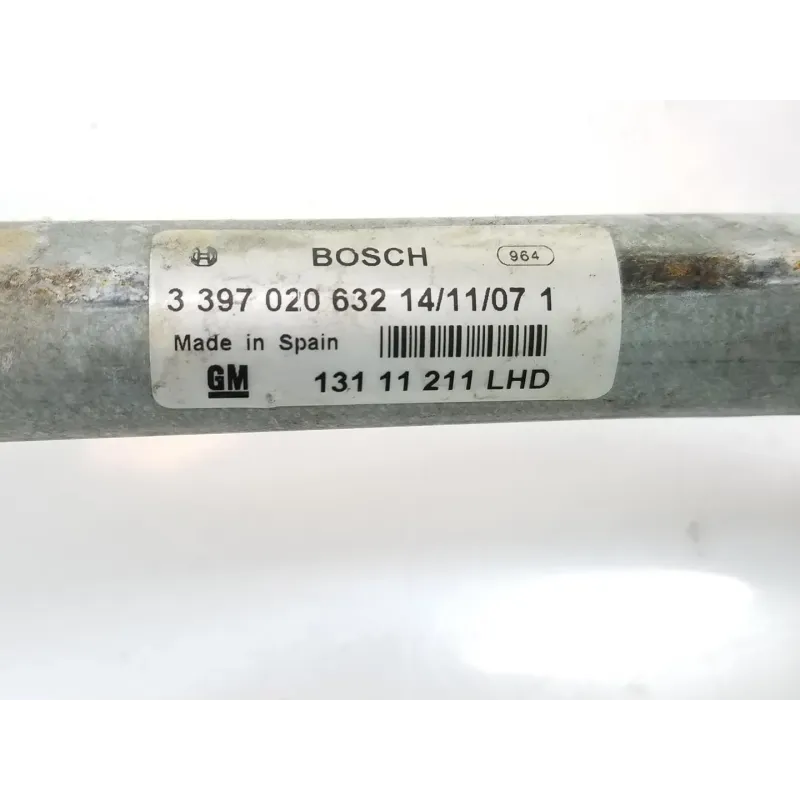 BOSCH 964
3 397 020 632 14/11/07 1
Made in Spain
GM 131 11 211 LHD